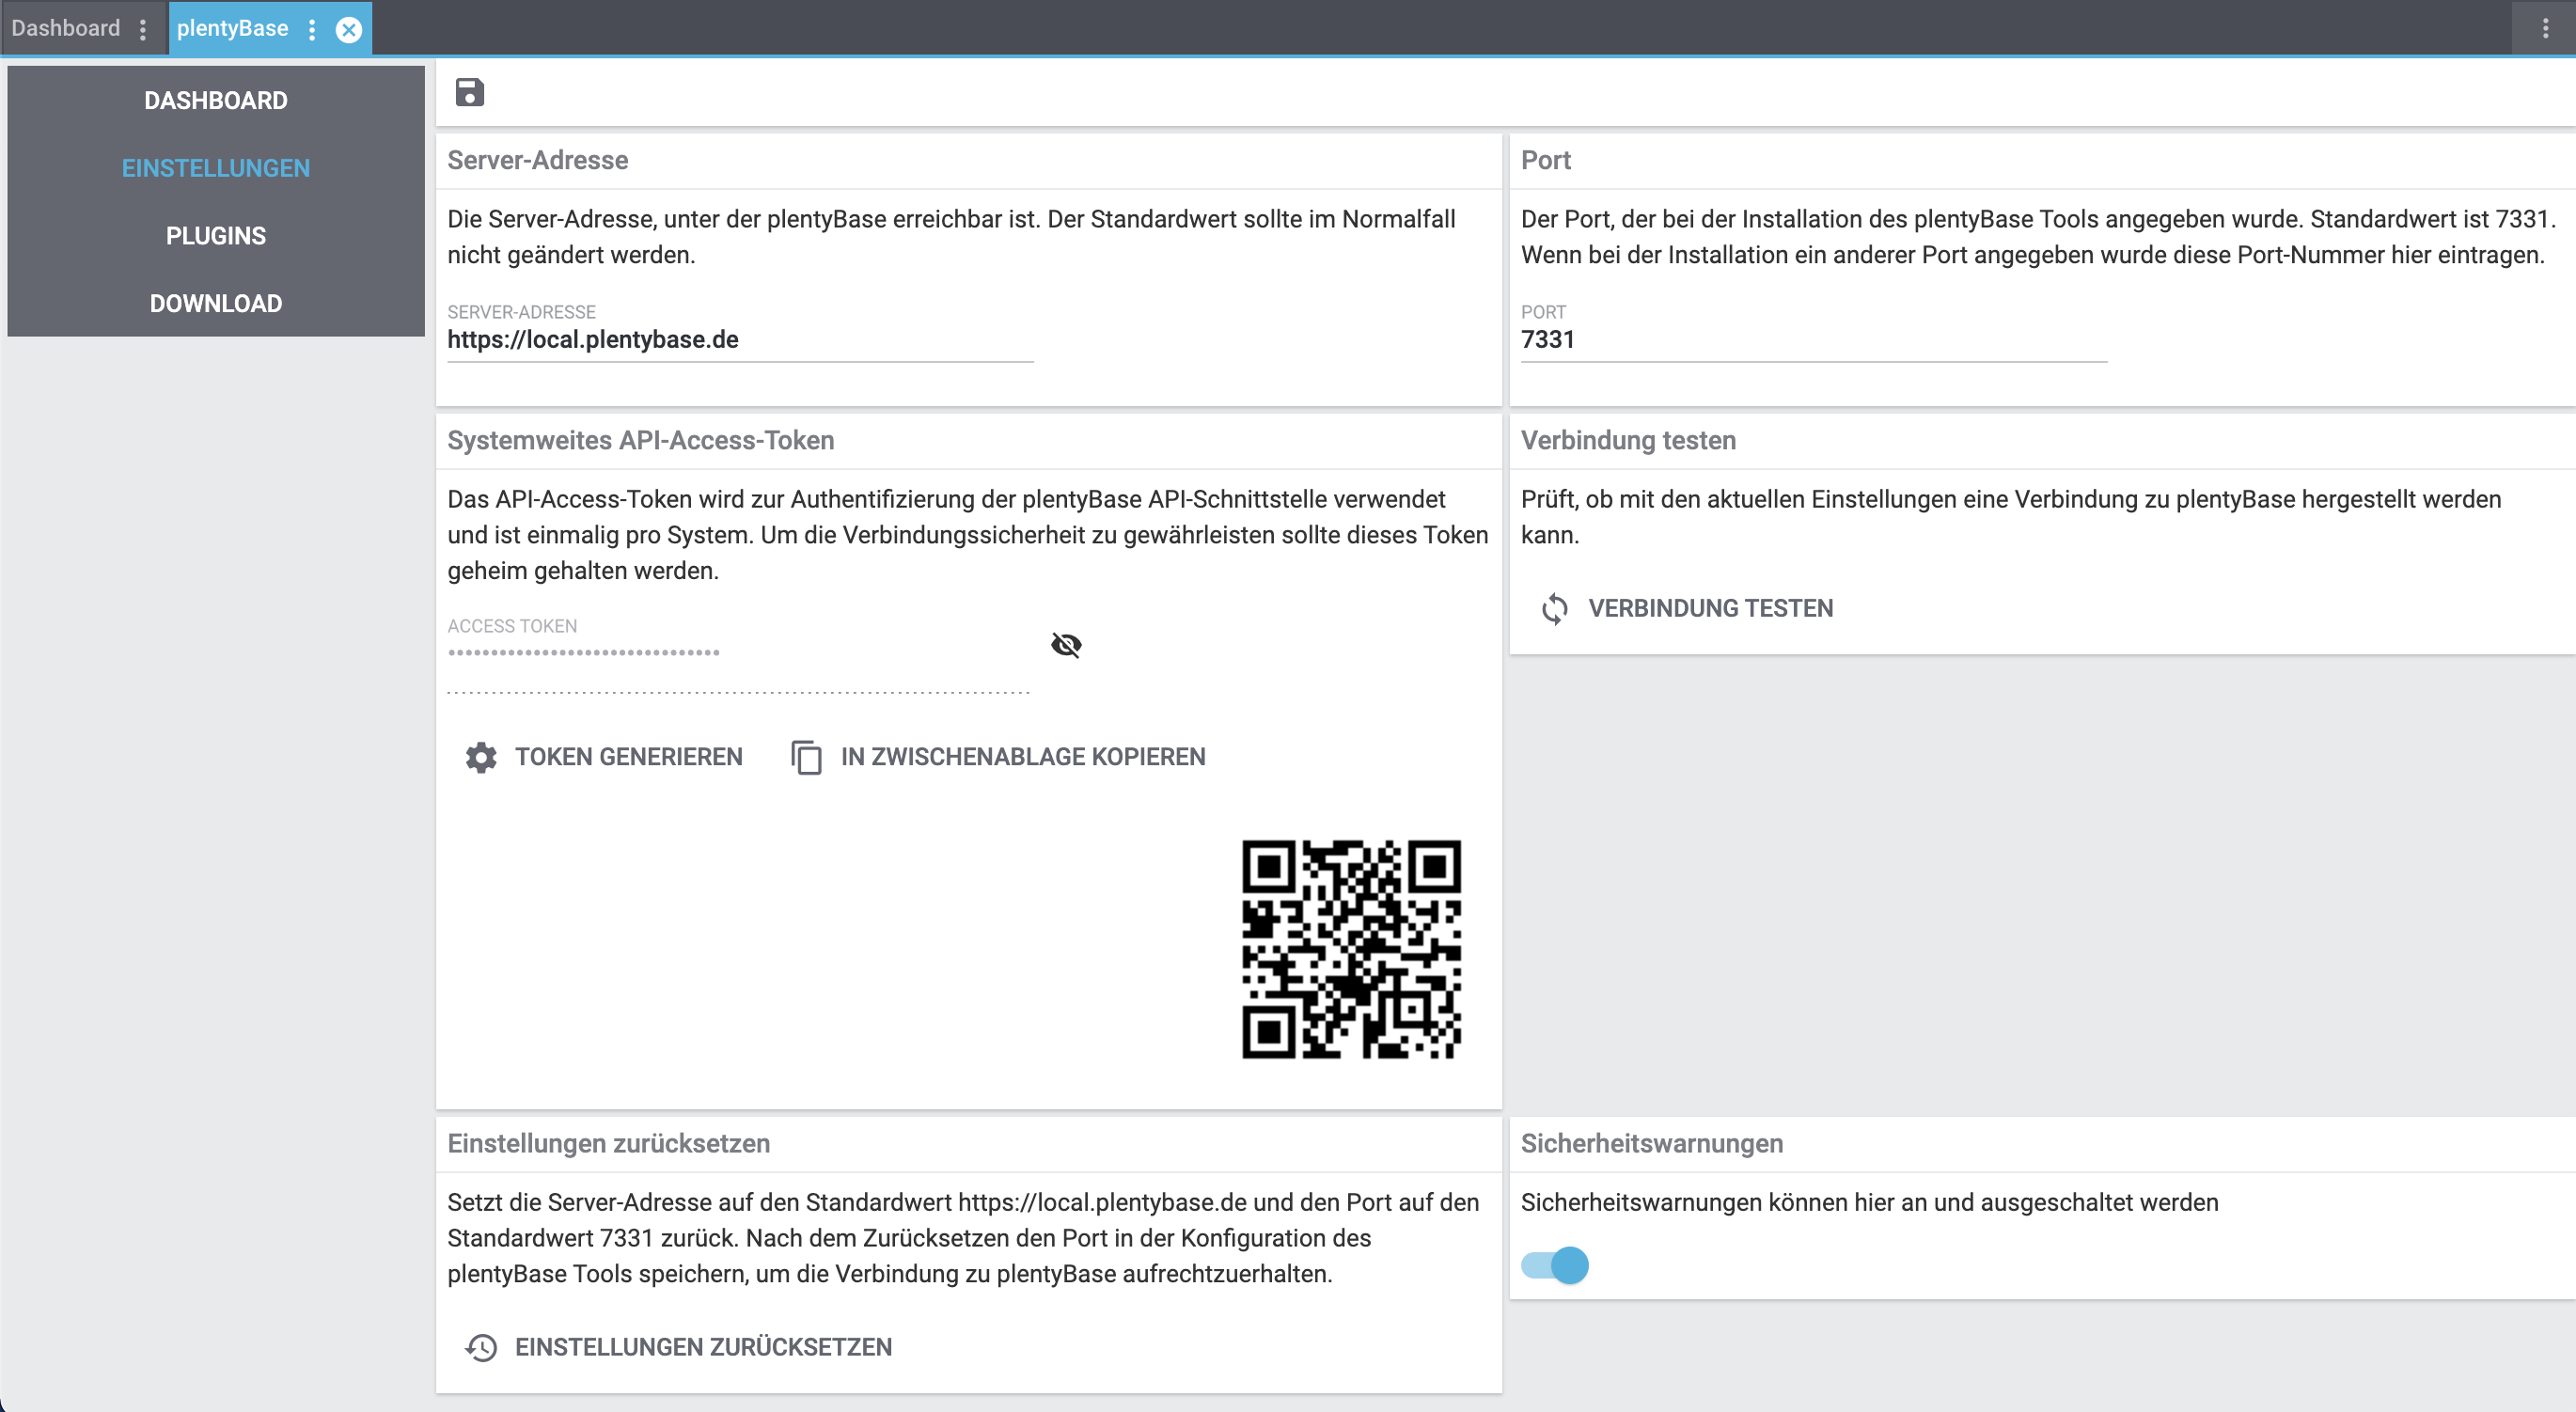 Dashboard
plentyBase
DASHBOARD
EINSTELLUNGEN
PLUGINS
DOWNLOAD
Server-Adresse
Die Server-Adresse, unter der plentyBase erreichbar ist. Der Standardwert sollte im Normalfall
nicht geändert werden.
SERVER-ADRESSE
https://local.plentybase.de
Port
Der Port, der bei der Installation des plentyBase Tools angegeben wurde. Standardwert ist 7331.
Wenn bei der Installation ein anderer Port angegeben wurde diese Port-Nummer hier eintragen.
PORT
7331
Systemweites API-Access-Token
Das API-Access-Token wird zur Authentifizierung der plentyBase API-Schnittstelle verwendet
und ist einmalig pro System. Um die Verbindungssicherheit zu gewährleisten sollte dieses Token
geheim gehalten werden.
ACCESS TOKEN
TOKEN GENERIEREN
IN ZWISCHENABLAGE KOPIEREN
Verbindung testen
Prüft, ob mit den aktuellen Einstellungen eine Verbindung zu plentyBase hergestellt werden
kann.
VERBINDUNG TESTEN
Einstellungen zurücksetzen
Setzt die Server-Adresse auf den Standardwert https://local.plentybase.de und den Port auf den
Standardwert 7331 zurück. Nach dem Zurücksetzen den Port in der Konfiguration des
plentyBase Tools speichern, um die Verbindung zu plentyBase aufrechtzuerhalten.
EINSTELLUNGEN ZURÜCKSETZEN
Sicherheitswarnungen
Sicherheitswarnungen können hier an und ausgeschaltet werden